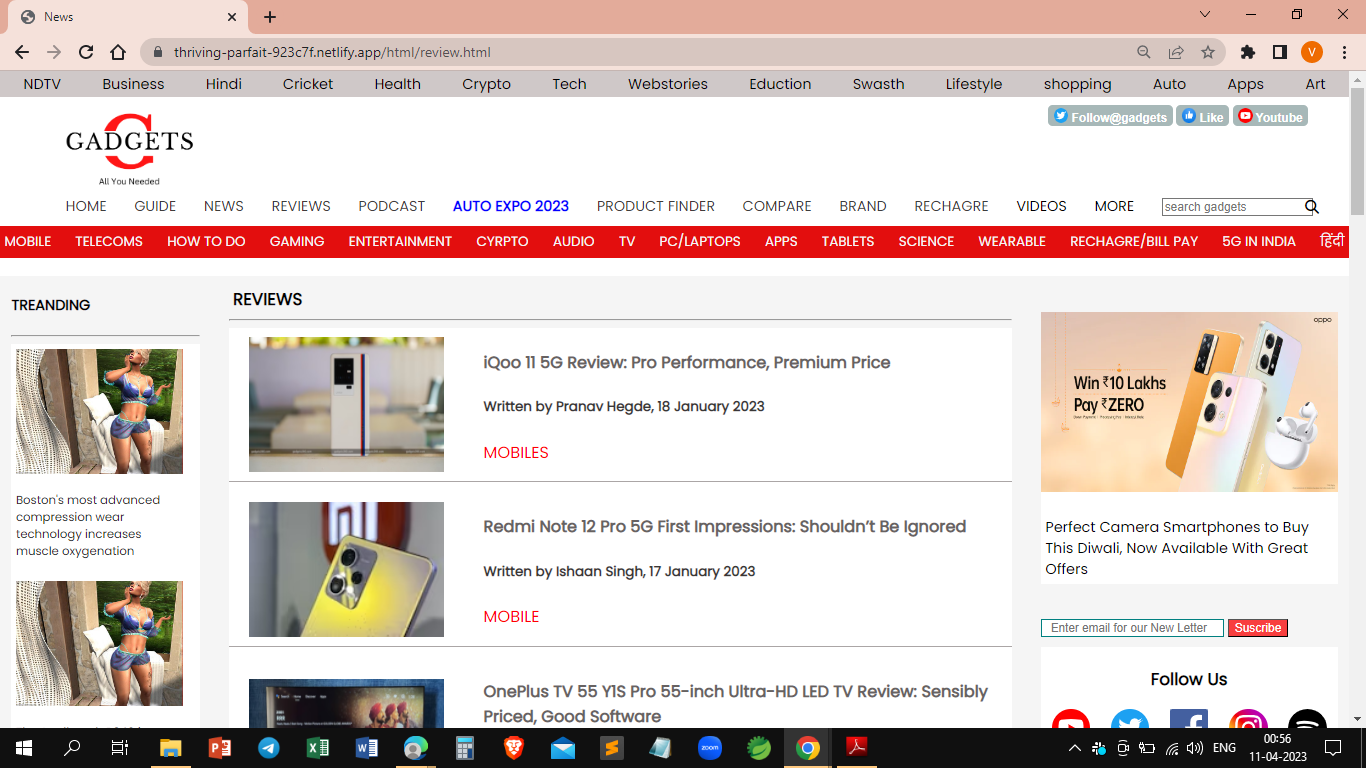 News
thriving-parfait-923c7f.netlify.app/html/review.html
V
NDTV Business Hindi Cricket Health Crypto Tech Webstories Eduction Swasth Lifestyle shopping Auto Apps Art
Follow@gadgets Like Youtube
G
GADGETS
All You Needed
HOME GUIDE NEWS REVIEWS PODCAST AUTO EXPO 2023 PRODUCT FINDER COMPARE BRAND RECHAGRE VIDEOS MORE search gadgets
MOBILE TELECOMS HOW TO DO GAMING ENTERTAINMENT CYRPTO AUDIO TV PC/LAPTOPS APPS TABLETS SCIENCE WEARABLE RECHAGRE/BILL PAY 5G IN INDIA हिंदी
TREANDING
Boston's most advanced
compression wear
technology increases
muscle oxygenation
REVIEWS
iQoo 11 5G Review: Pro Performance, Premium Price
Written by Pranav Hegde, 18 January 2023
MOBILES
Redmi Note 12 Pro 5G First Impressions: Shouldn’t Be Ignored
Written by Ishaan Singh, 17 January 2023
MOBILE
OnePlus TV 55 Y1S Pro 55-inch Ultra-HD LED TV Review: Sensibly
Priced, Good Software
oppo
Win ₹10 Lakhs
Pay ₹ZERO
Perfect Camera Smartphones to Buy
This Diwali, Now Available With Great
Offers
Enter email for our New Letter Suscribe
Follow Us
zoom
ENG
00:56
11-04-2023